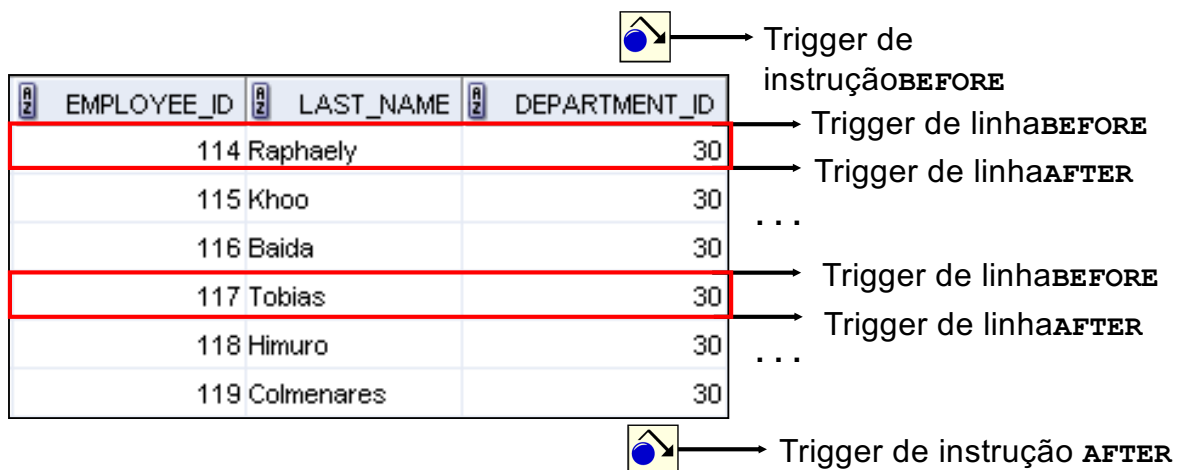 Trigger de
instruçãoBEFORE
EMPLOYEE_ID LAST_NAME DEPARTMENT_ID
Trigger de linhaBEFORE
114 Raphaely 30
Trigger de linhaAFTER
115 Khoo 30
. . .
116 Baida 30
Trigger de linhaBEFORE
117 Tobias 30
Trigger de linhaAFTER
118 Himuro 30
. . .
119 Colmenares 30
Trigger de instrução AFTER